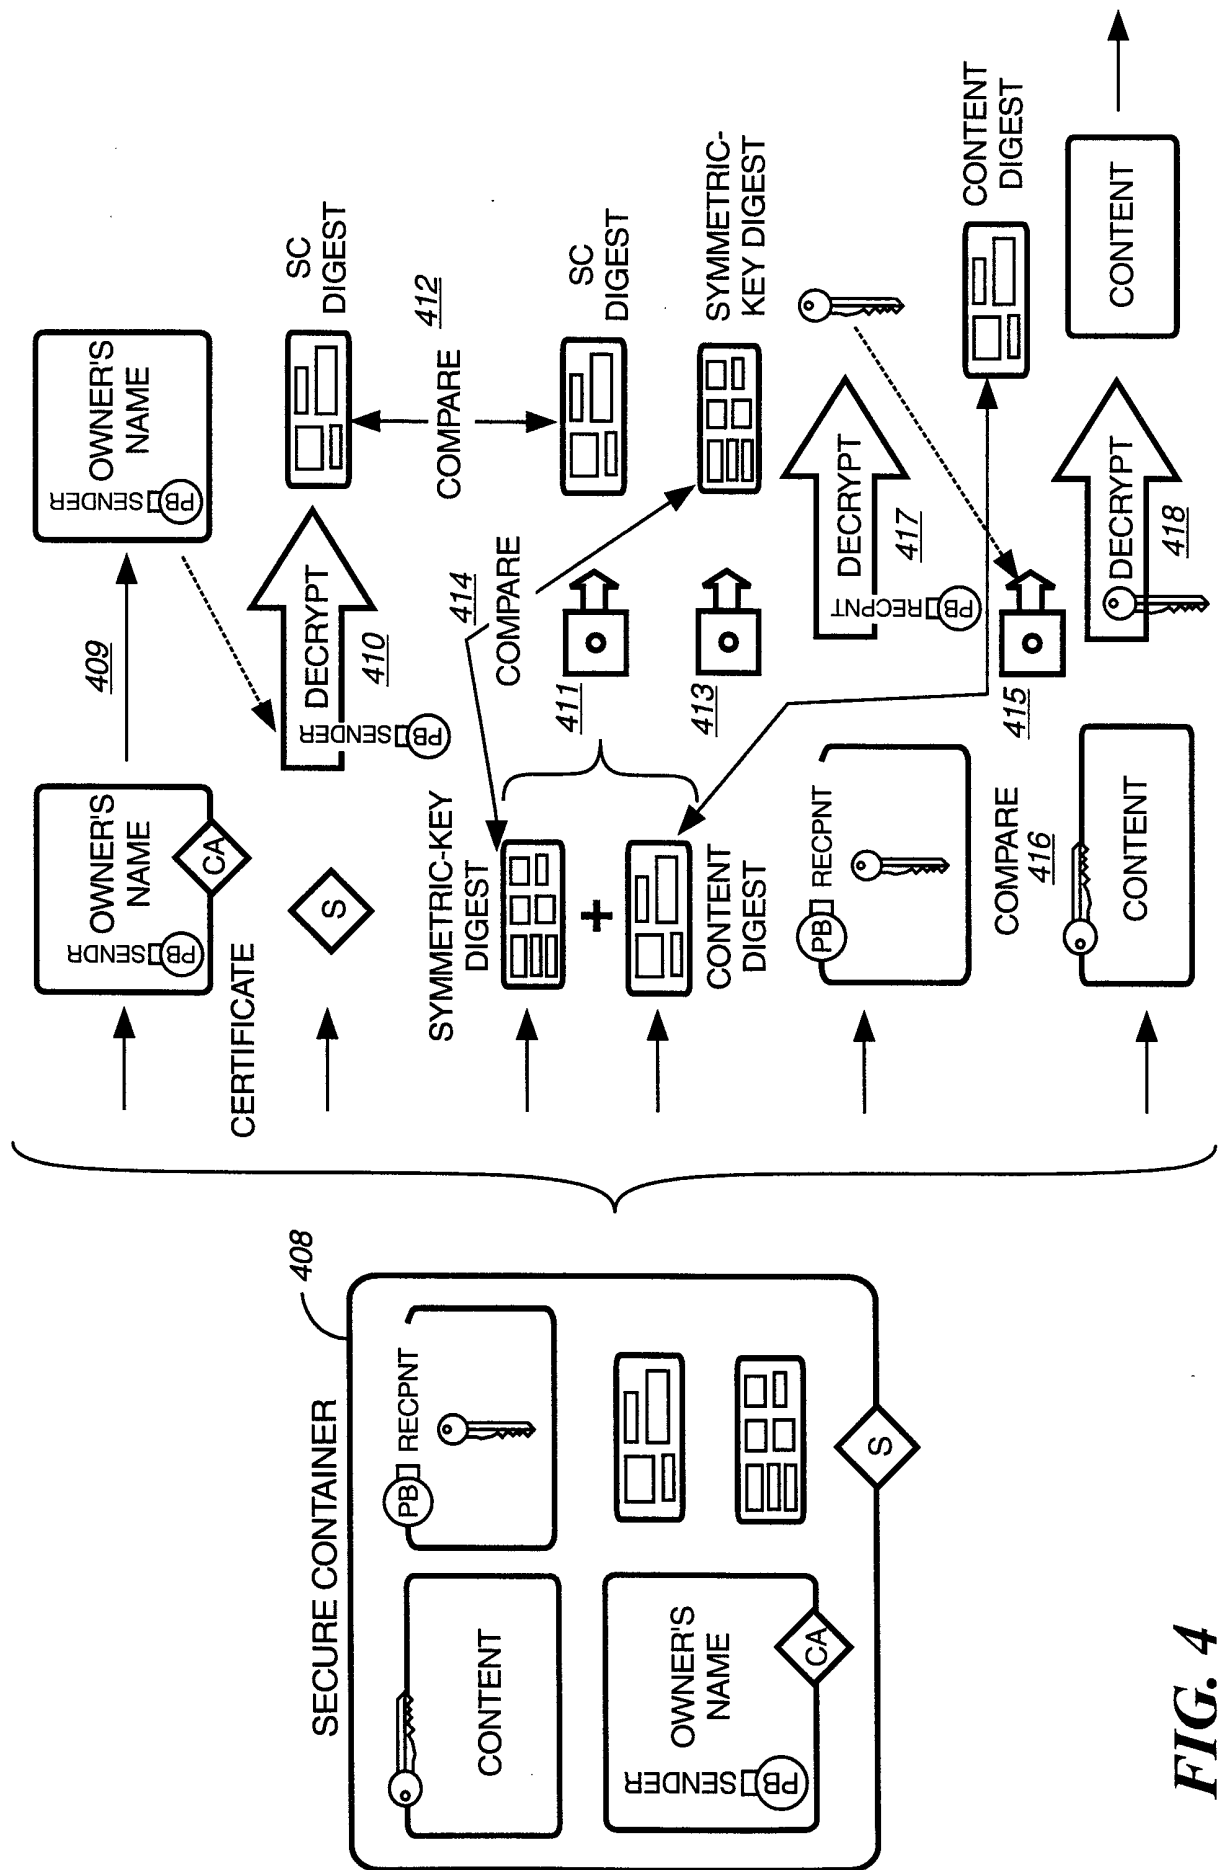 SECURE CONTAINER
408
CONTENT
PB
RECPNT
PB
SENDER
OWNER'S
NAME
CA
S
PB
SENDR
OWNER'S
NAME
CA
CERTIFICATE
409
PB
SENDER
OWNER'S
NAME
S
PB
SENDER
DECRYPT
410
SC
DIGEST
COMPARE
412
SYMMETRIC-KEY
DIGEST
+
CONTENT
DIGEST
414
COMPARE
411
SC
DIGEST
413
SYMMETRIC-
KEY DIGEST
PB
RECPNT
PB
RECPNT
DECRYPT
417
COMPARE
416
415
CONTENT
DIGEST
CONTENT
DECRYPT
418
CONTENT
FIG. 4